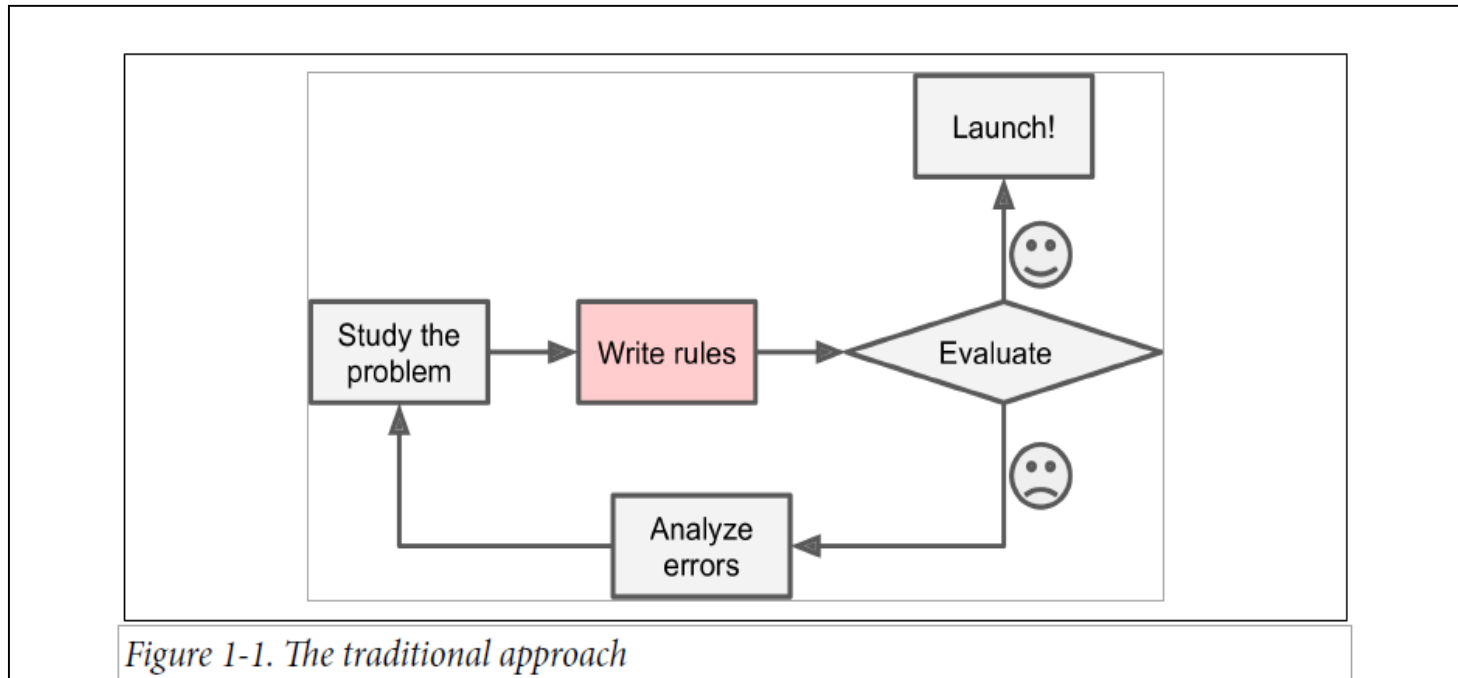 Launch!
Study the
problem
Write rules
Evaluate
Analyze
errors
Figure 1-1. The traditional approach